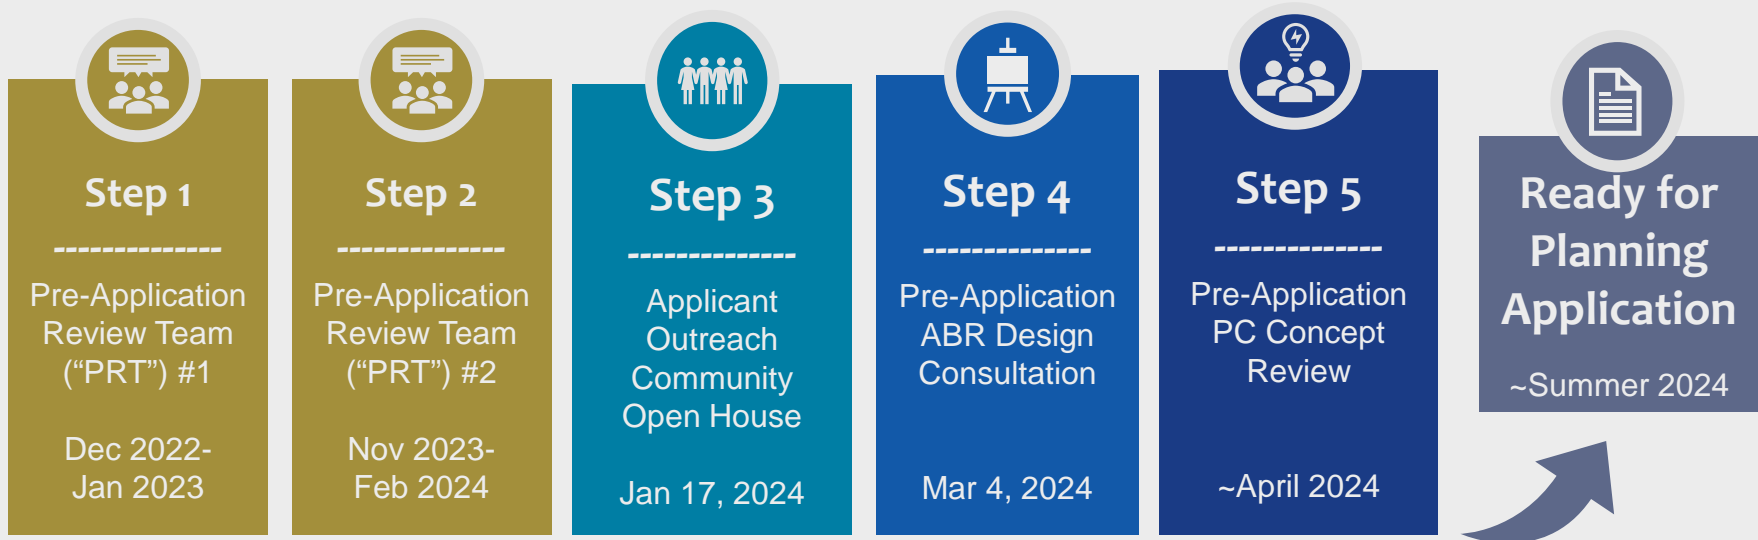 Step 1
--------------
Pre-Application
Review Team
(“PRT”) #1
Dec 2022-
Jan 2023
Step 2
--------------
Pre-Application
Review Team
(“PRT”) #2
Nov 2023-
Feb 2024
Step 3
--------------
Applicant
Outreach
Community
Open House
Jan 17, 2024
Step 4
--------------
Pre-Application
ABR Design
Consultation
Mar 4, 2024
Step 5
--------------
Pre-Application
PC Concept
Review
~April 2024
Ready for
Planning
Application
~Summer 2024